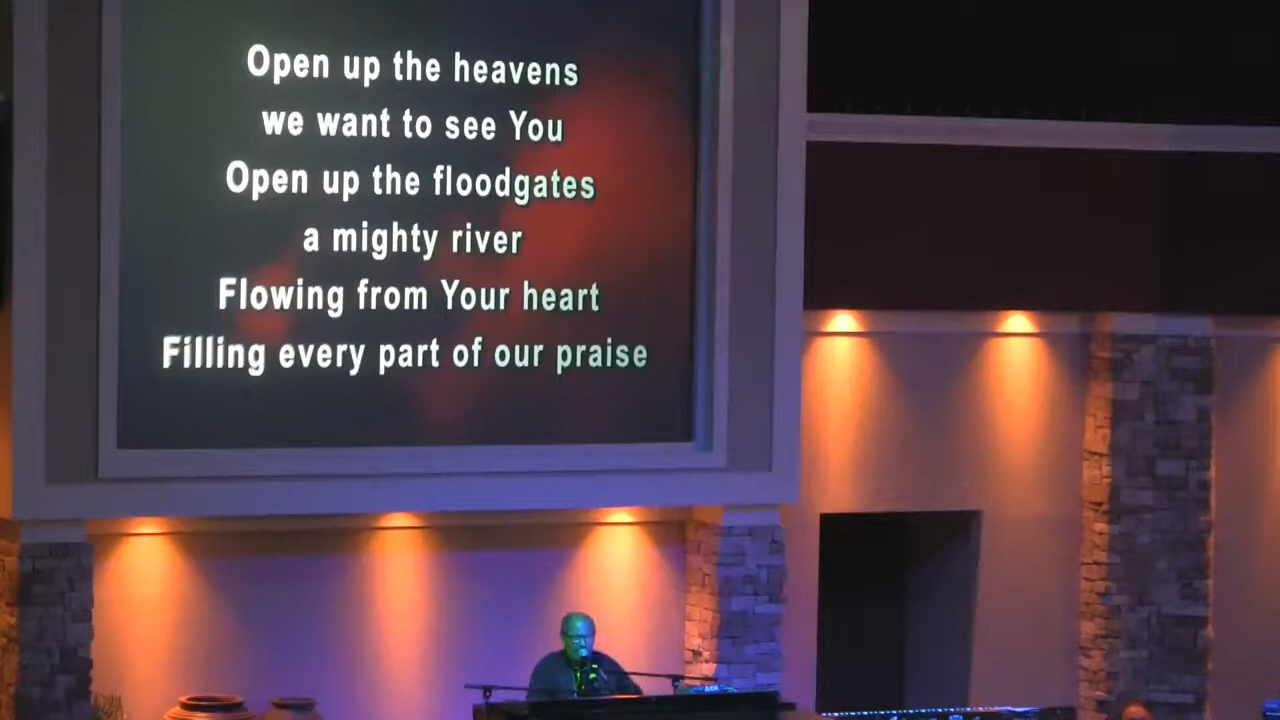 Open up the heavens
we want to see You
Open up the floodgates
a mighty river
Flowing from Your heart
Filling every part of our praise